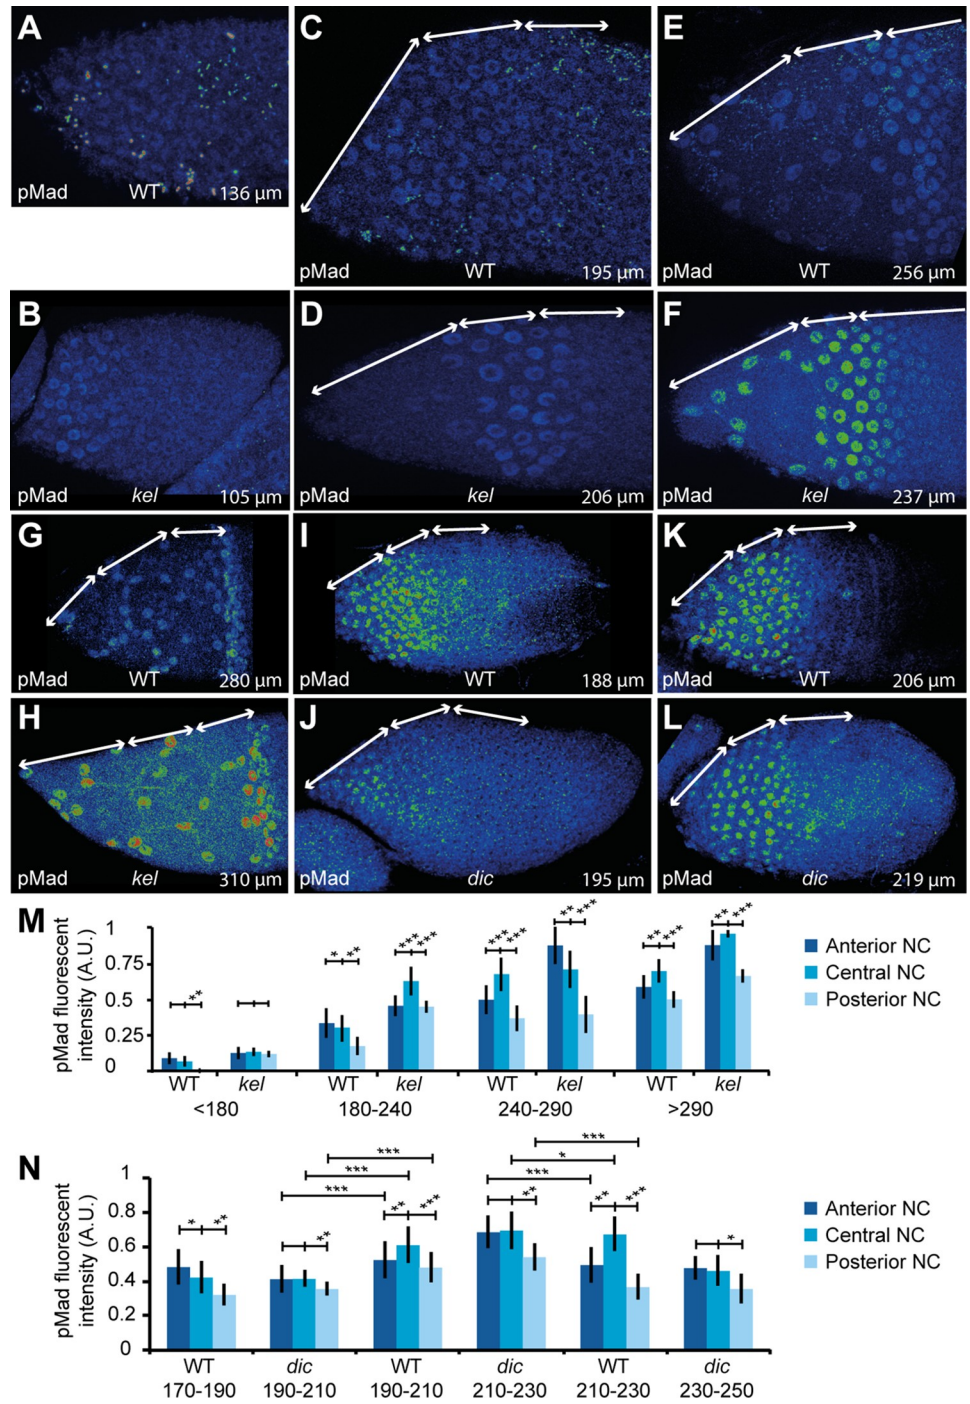 A
pMad WT 136 µm
C
pMad WT 195 µm
E
pMad WT 256 µm
B
pMad kel 105 µm
D
pMad kel 206 µm
F
pMad kel 237 µm
G
pMad WT 280 µm
I
pMad WT 188 µm
K
pMad WT 206 µm
H
pMad kel 310 µm
J
pMad dic 195 µm
L
pMad dic 219 µm
M
pMad fluorescent
intensity (A.U.)
1
0.75
0.5
0.25
0
** * ** *** *** *** *** ** *** ** *** ** ***
WT kel WT kel WT kel WT kel
<180 180-240 240-290 >290
Anterior NC
Central NC
Posterior NC
N
pMad fluorescent
intensity (A.U.)
1
0.8
0.6
0.4
0.2
0
*** ***
*** *
*** ***
* ** ** ** *** ** ** *** *
WT dic WT dic WT dic
170-190 190-210 190-210 210-230 210-230 230-250
Anterior NC
Central NC
Posterior NC